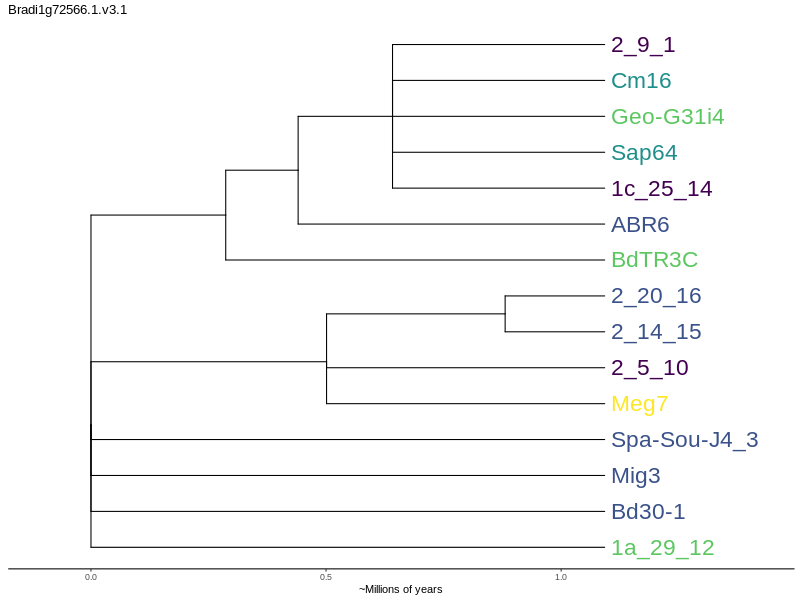 Bradi1g72566.1.v3.1
2_9_1
Cm16
Geo-G31i4
Sap64
1c_25_14
ABR6
BdTR3C
2_20_16
2_14_15
2_5_10
Meg7
Spa-Sou-J4_3
Mig3
Bd30-1
1a_29_12
0.0 0.5 1.0
~Millions of years